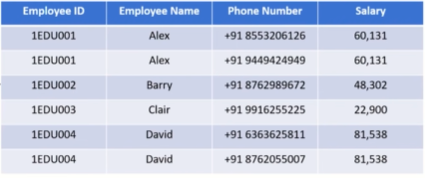 Employee ID Employee Name Phone Number Salary
1EDU001 Alex +91 8553206126 60,131
1EDU001 Alex +91 9449424949 60,131
1EDU002 Barry +91 8762989672 48,302
1EDU003 Clair +91 9916255225 22,900
1EDU004 David +91 6363625811 81,538
1EDU004 David +91 8762055007 81,538